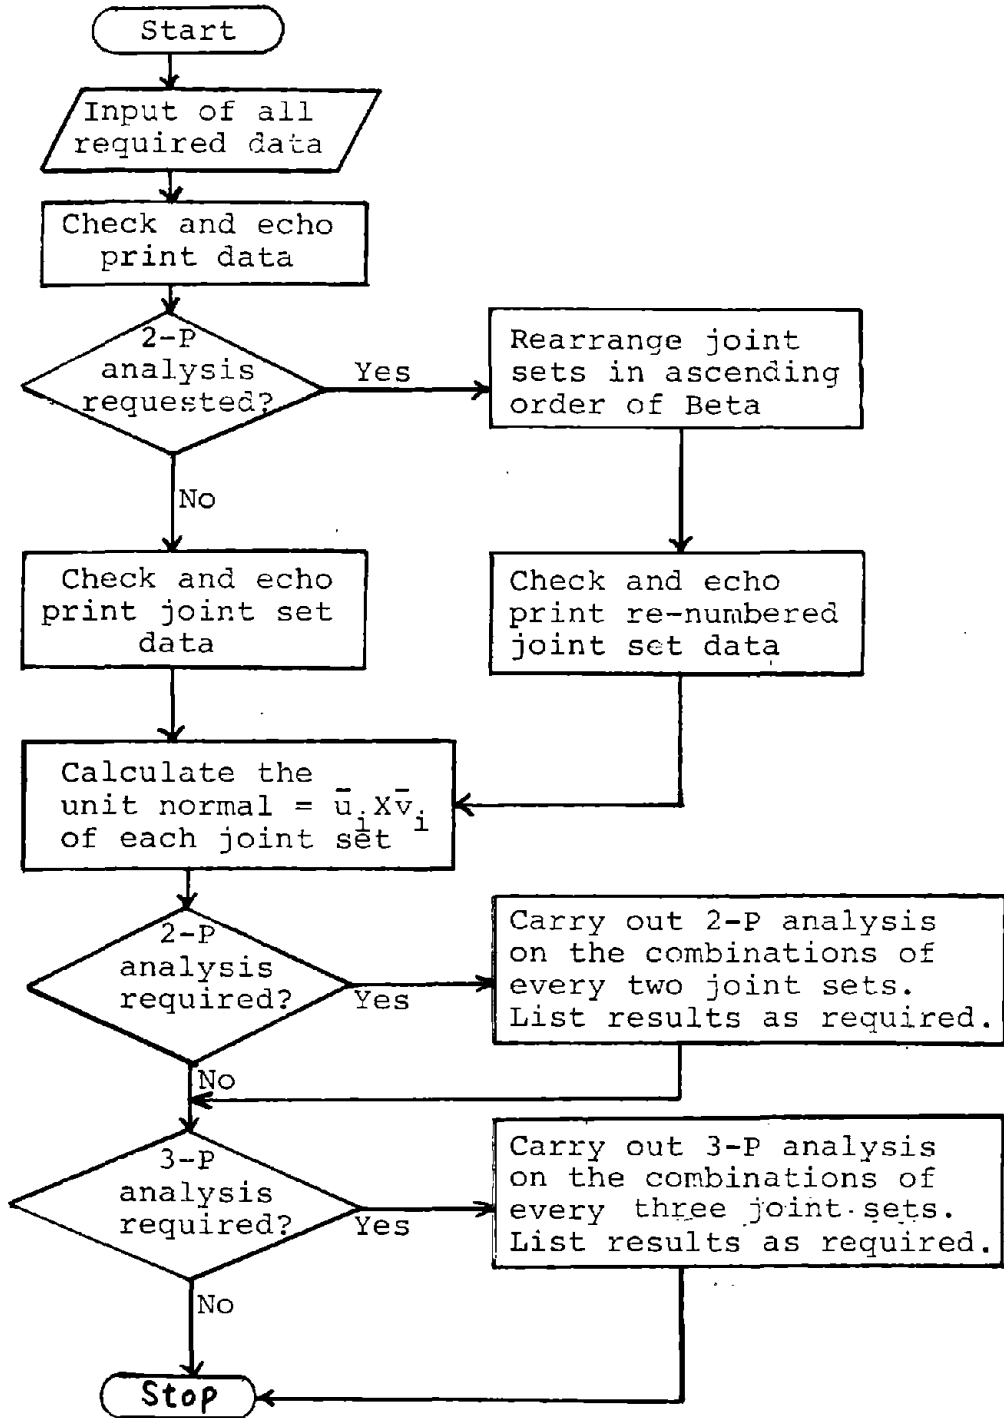 Start
Input of all
required data
Check and echo
print data
2-P
analysis
requested?
Yes
No
Rearrange joint
sets in ascending
order of Beta
Check and echo
print joint set
data
Check and echo
print re-numbered
joint set data
Calculate the
unit normal = ūᵢXv̄ᵢ
of each joint set
2-P
analysis
required?
Yes
No
Carry out 2-P analysis
on the combinations of
every two joint sets.
List results as required.
3-P
analysis
required?
Yes
No
Carry out 3-P analysis
on the combinations of
every three joint sets.
List results as required.
Stop